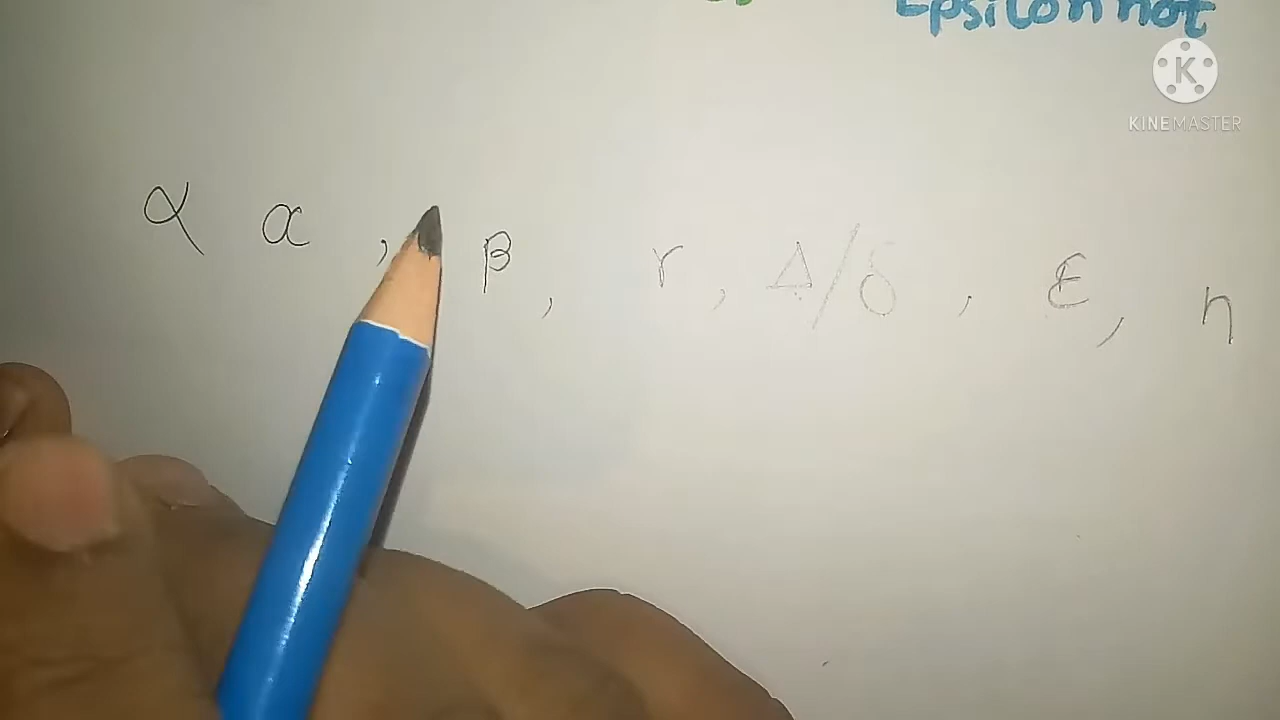 Epsilon not
KINEMASTER
α α , β , γ , Δ/δ , ε , η